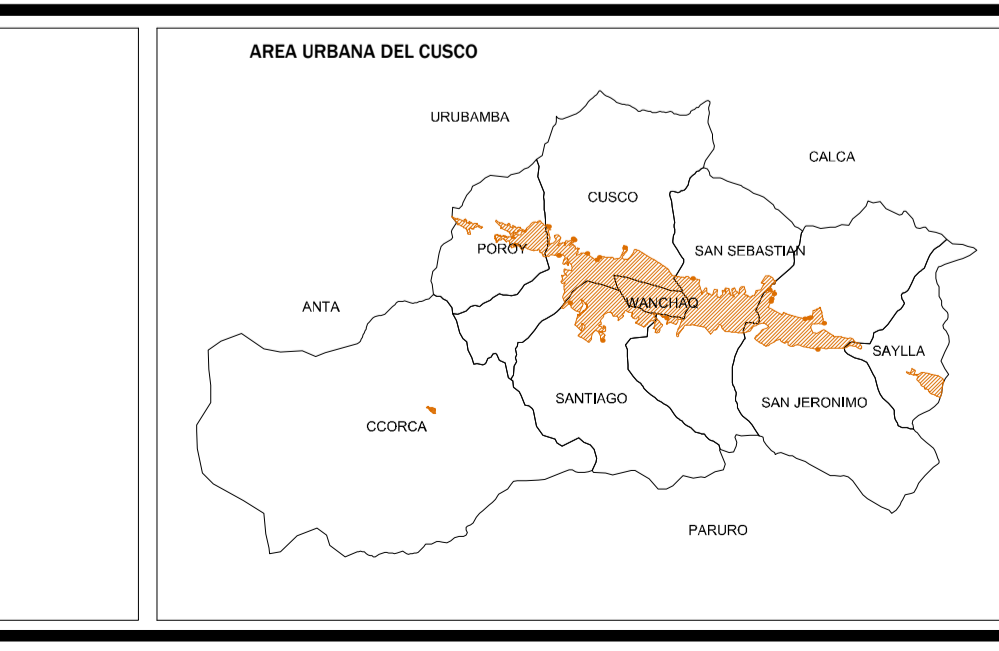 AREA URBANA DEL CUSCO
URUBAMBA
CALCA
CUSCO
SAN SEBASTIAN
POROY
ANTA
WANCHAQ
SAYLLA
SANTIAGO
SAN JERONIMO
CCORCA
PARURO